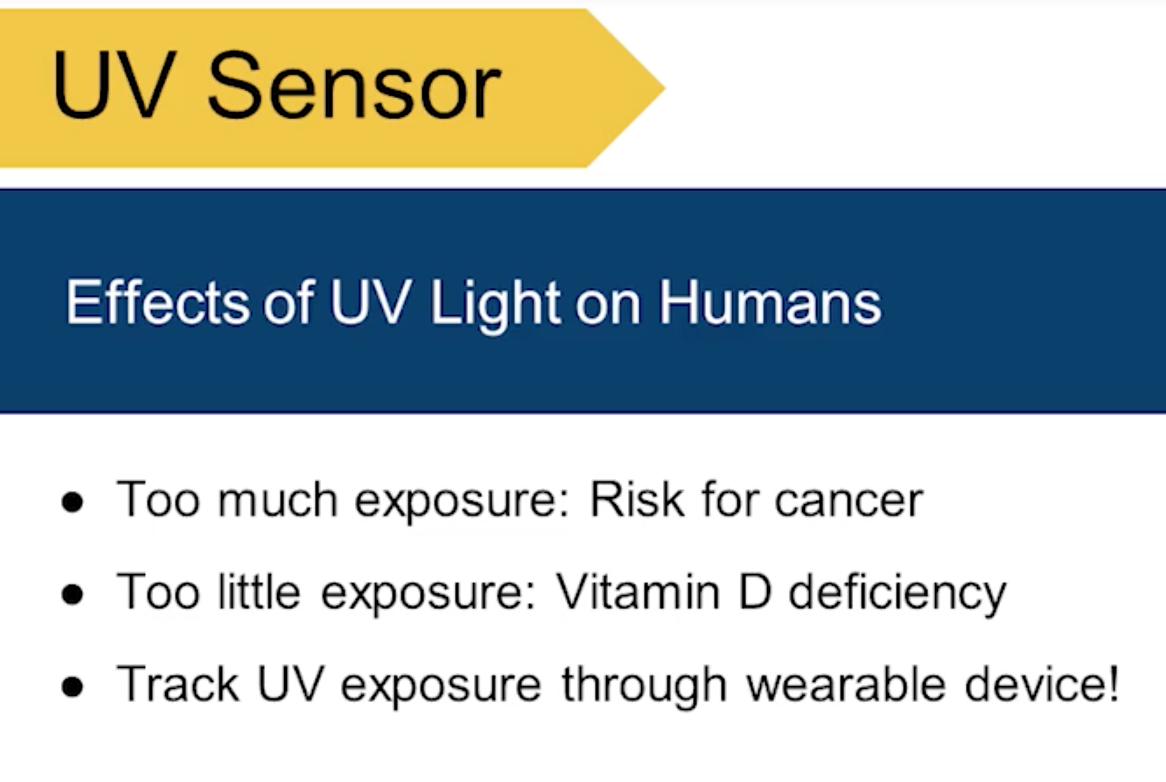 UV Sensor
Effects of UV Light on Humans
● Too much exposure: Risk for cancer
● Too little exposure: Vitamin D deficiency
● Track UV exposure through wearable device!